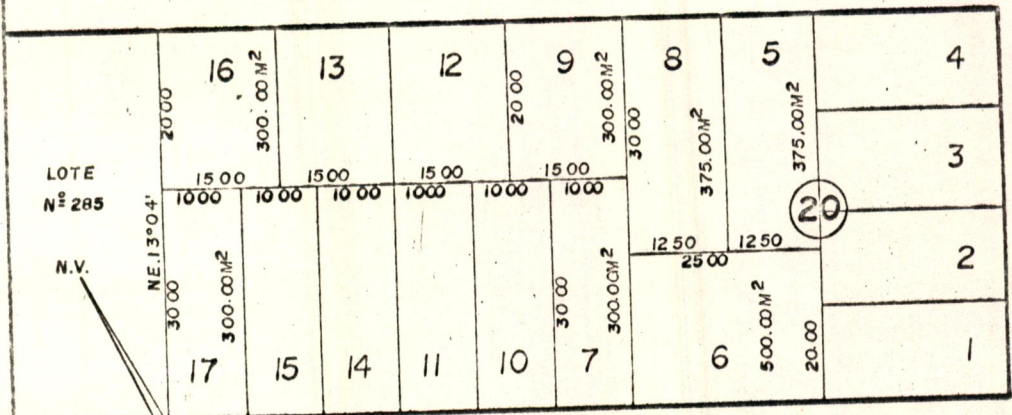 16 13 12 9 8 5 4
20 00 300.00M² 20 00 300.00M² 30 00 375.00M² 375.00M²
3
LOTE
Nº 285
15 00 15 00 15 00 15 00
10 00 10 00 10 00 10 00 10 00 10 00
20
NE.13°04'
12 50 12 50
25 00
2
N.V.
30 00 300.00M² 30 00 300.00M² 500.00M² 20.00
17 15 14 11 10 7 6 1